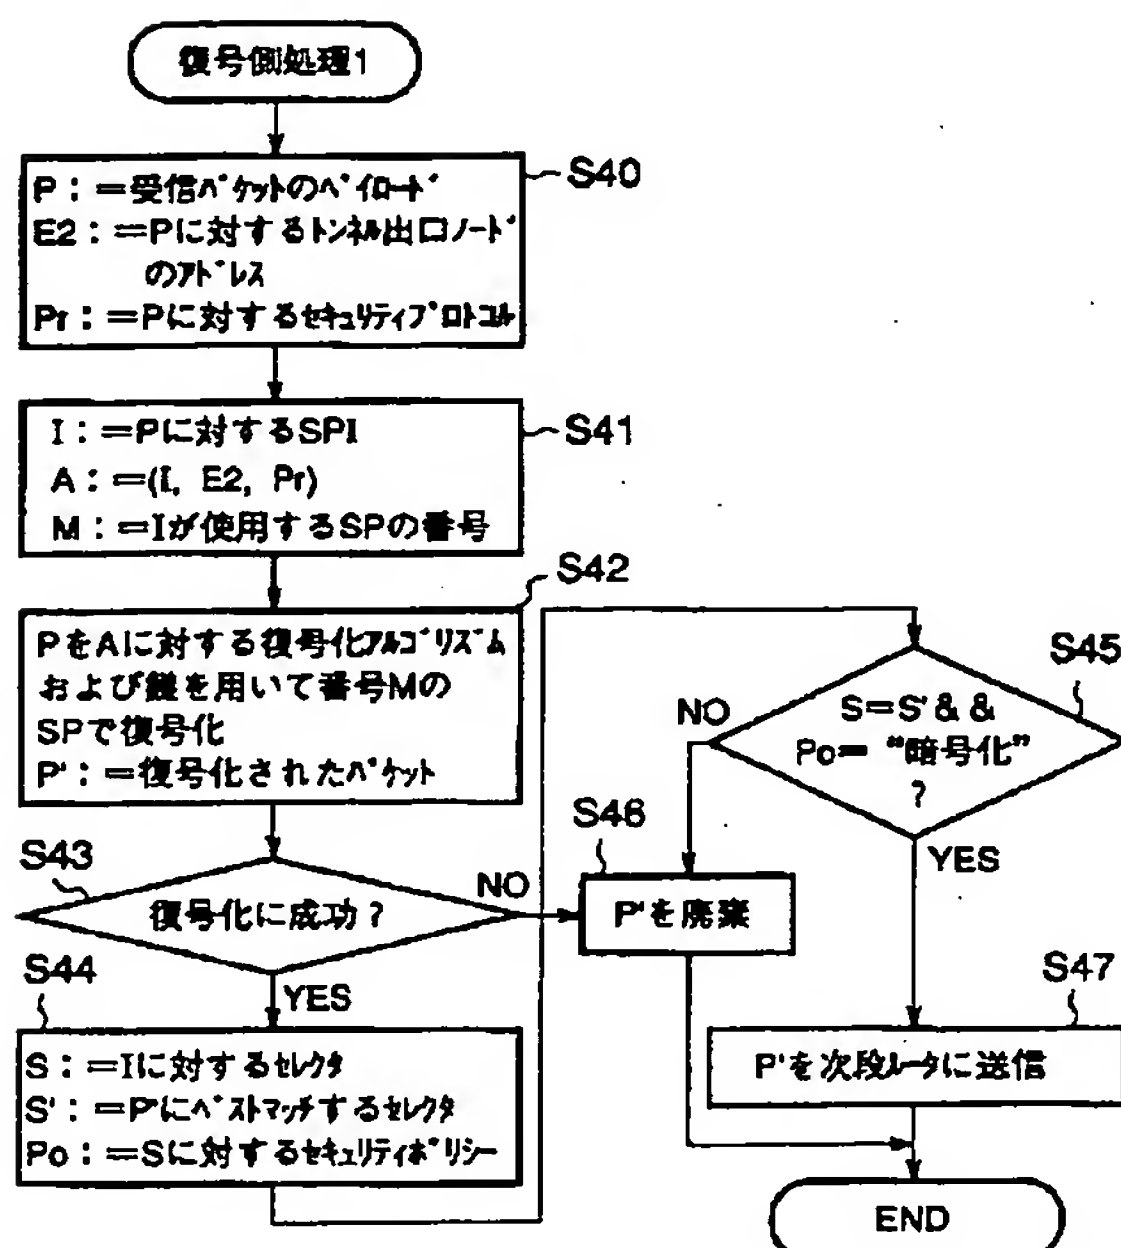 復号側処理1
S40
P：＝受信パケットのペイロード
E2：＝Pに対するトンネル出口ノード
のアドレス
Pr：＝Pに対するセキュリティプロトコル
S41
I：＝Pに対するSPI
A：＝(I, E2, Pr)
M：＝Iが使用するSPの番号
S42
PをAに対する復号化アルゴリズム
および鍵を用いて番号Mの
SPで復号化
P'：＝復号化されたパケット
S43
復号化に成功？
NO
YES
S44
S：＝Iに対するセレクタ
S'：＝P'にベストマッチするセレクタ
Po：＝Sに対するセキュリティポリシー
S45
S＝S'＆＆
Po＝“暗号化”
？
NO
YES
S46
P'を廃棄
S47
P'を次段ルータに送信
END